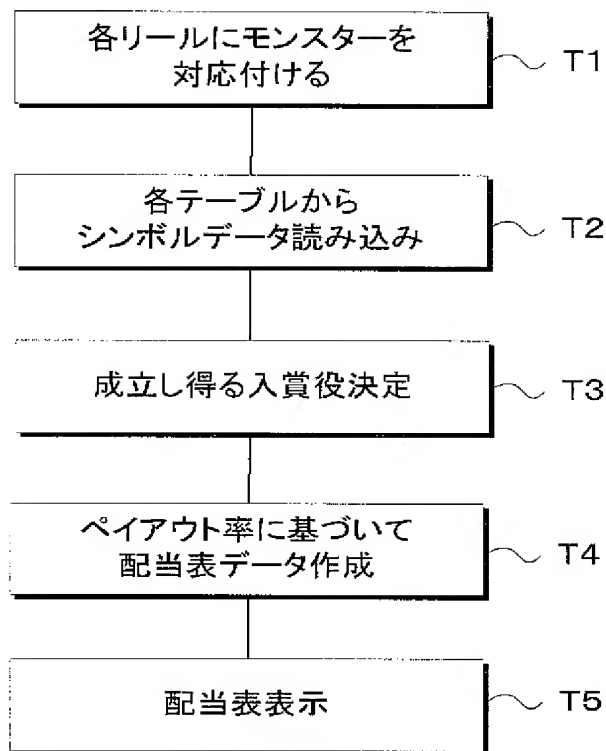 各リールにモンスターを
対応付ける
T1
各テーブルから
シンボルデータ読み込み
T2
成立し得る入賞役決定
T3
ペイアウト率に基づいて
配当表データ作成
T4
配当表表示
T5